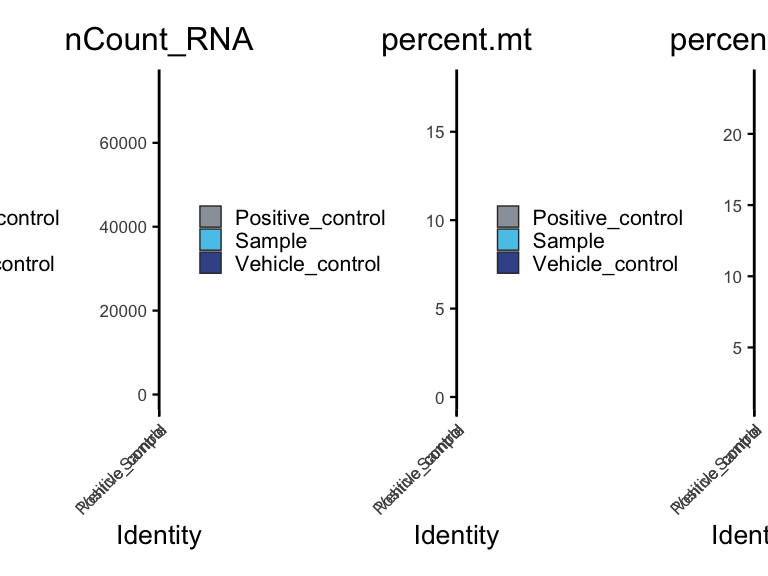 nCount_RNA
percent.mt
percen
60000
40000
20000
0
control
control
Positive_control
Sample
Vehicle_control
15
10
5
0
Positive_control
Sample
Vehicle_control
20
15
10
5
Identity
Identity
Ident